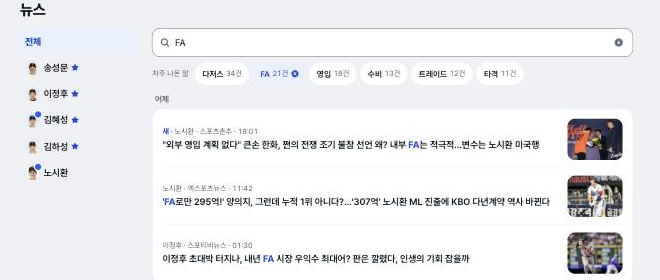 뉴스
전체
송성문
이정후
김혜성
김하성
노시환
FA
자주 나온 말 다저스 34건 FA 21건 영입 18건 수비 13건 트레이드 12건 타격 11건
어제
새 · 노시환 · 스포츠춘추 · 18:01
"외부 영입 계획 없다" 큰손 한화, 쩐의 전쟁 조기 불참 선언 왜? 내부 FA는 적극적...변수는 노시환 미국행
노시환 · 엑스포츠뉴스 · 11:42
'FA로만 295억!' 양의지, 그런데 누적 1위 아니다?...'307억' 노시환 ML 진출에 KBO 다년계약 역사 바뀐다
이정후 · 스포티비뉴스 · 01:30
이정후 초대박 터지나, 내년 FA 시장 우익수 최대어? 판은 깔렸다, 인생의 기회 잡을까